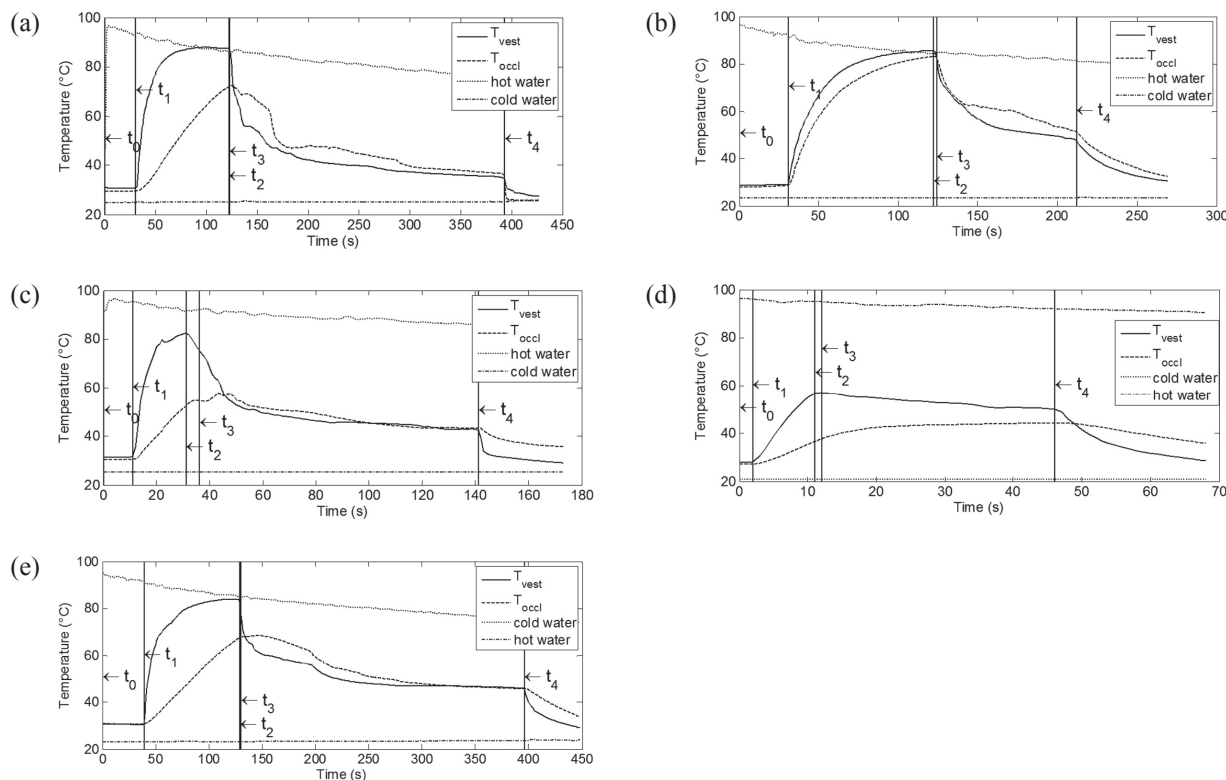 (a)
Temperature (°C)
100
80
60
40
20
0
50
100
150
200
250
300
350
400
450
Time (s)
t0
t1
t3
t2
t4
Tvest
Toccl
hot water
cold water
(b)
Temperature (°C)
100
80
60
40
20
0
50
100
150
200
250
300
Time (s)
t0
t1
t3
t2
t4
Tvest
Toccl
hot water
cold water
(c)
Temperature (°C)
100
80
60
40
20
0
20
40
60
80
100
120
140
160
180
Time (s)
t0
t1
t3
t2
t4
Tvest
Toccl
hot water
cold water
(d)
Temperature (°C)
100
80
60
40
20
0
10
20
30
40
50
60
70
Time (s)
t3
t1
t2
t0
t4
Tvest
Toccl
cold water
hot water
(e)
Temperature (°C)
100
80
60
40
20
0
50
100
150
200
250
300
350
400
450
Time (s)
t1
t0
t3
t2
t4
Tvest
Toccl
cold water
hot water